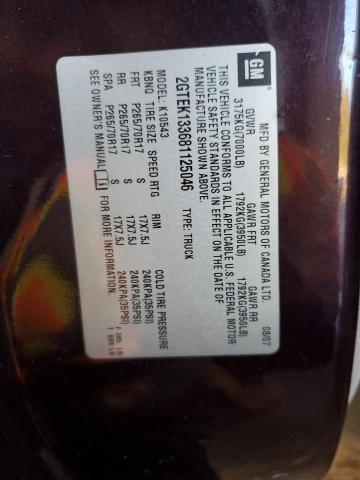 GM
MFD BY GENERAL MOTORS OF CANADA LTD. 08/07
GVWR GAWR FRT GAWR RR
3175KG(7000LB) 1792KG(3950LB) 1792KG(3950LB)
THIS VEHICLE CONFORMS TO ALL APPLICABLE U.S. FEDERAL MOTOR
VEHICLE SAFETY STANDARDS IN EFFECT ON THE DATE OF
MANUFACTURE SHOWN ABOVE.
2GTEK133681125046 TYPE: TRUCK
MODEL: K10543
KBNQ TIRE SIZE SPEED RTG RIM COLD TIRE PRESSURE
FRT P265/70R17 S 17X7.5J 240KPA(35PSI)
RR P265/70R17 S 17X7.5J 240KPA(35PSI)
SPA P265/70R17 S 17X7.5J 240KPA(35PSI)
SEE OWNER'S MANUAL i FOR MORE INFORMATION.